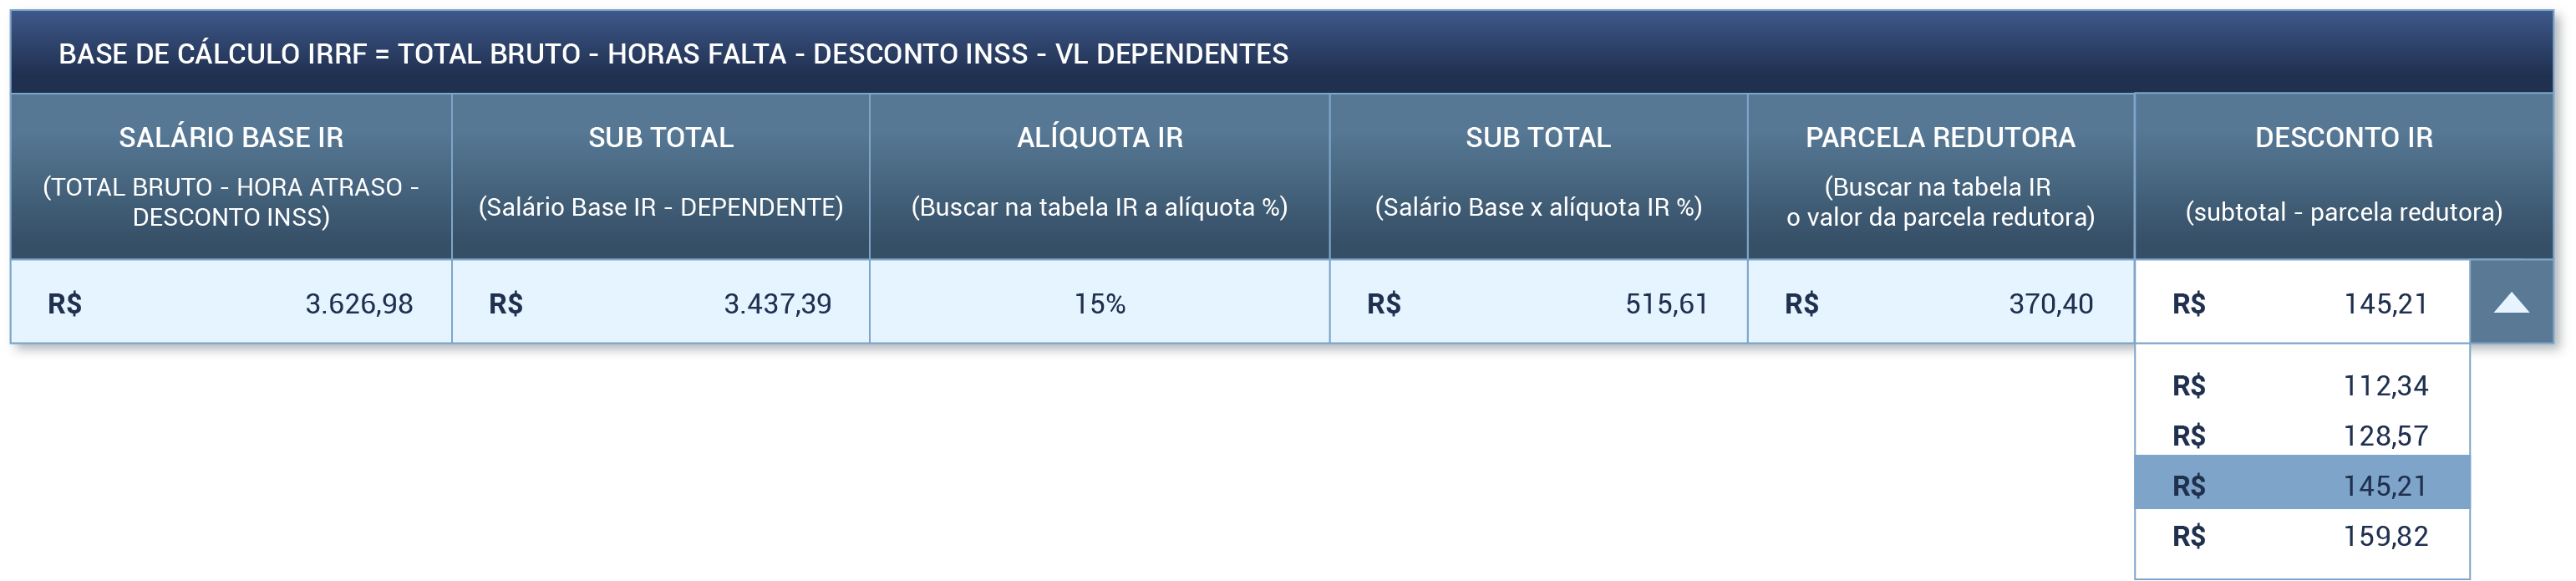 BASE DE CÁLCULO IRRF = TOTAL BRUTO - HORAS FALTA - DESCONTO INSS - VL DEPENDENTES
SALÁRIO BASE IR
(TOTAL BRUTO - HORA ATRASO -
DESCONTO INSS)
SUB TOTAL
(Salário Base IR - DEPENDENTE)
ALÍQUOTA IR
(Buscar na tabela IR a alíquota %)
SUB TOTAL
(Salário Base x alíquota IR %)
PARCELA REDUTORA
(Buscar na tabela IR
o valor da parcela redutora)
DESCONTO IR
(subtotal - parcela redutora)
R$ 3.626,98
R$ 3.437,39
15%
R$ 515,61
R$ 370,40
R$ 145,21
R$ 112,34
R$ 128,57
R$ 145,21
R$ 159,82